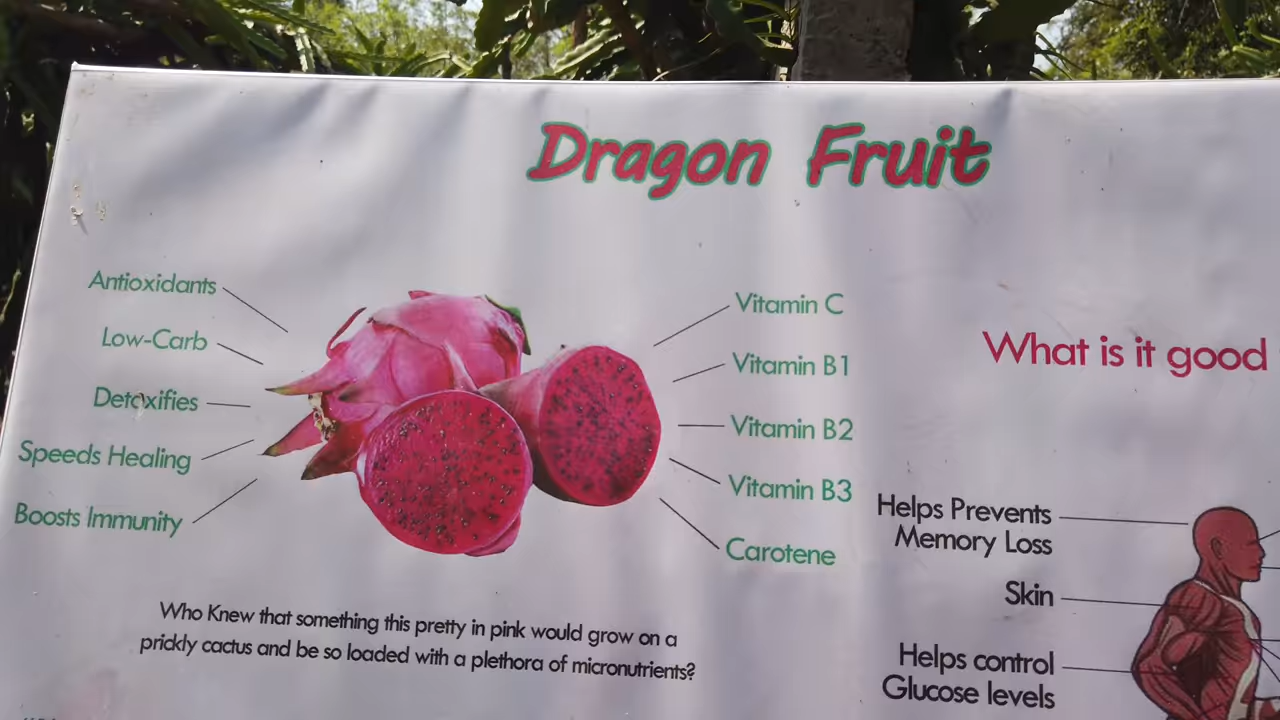 Dragon Fruit
Antioxidants
Low-Carb
Detoxifies
Speeds Healing
Boosts Immunity
Vitamin C
Vitamin B1
Vitamin B2
Vitamin B3
Carotene
Who Knew that something this pretty in pink would grow on a
prickly cactus and be so loaded with a plethora of micronutrients?
What is it good
Helps Prevents
Memory Loss
Skin
Helps control
Glucose levels